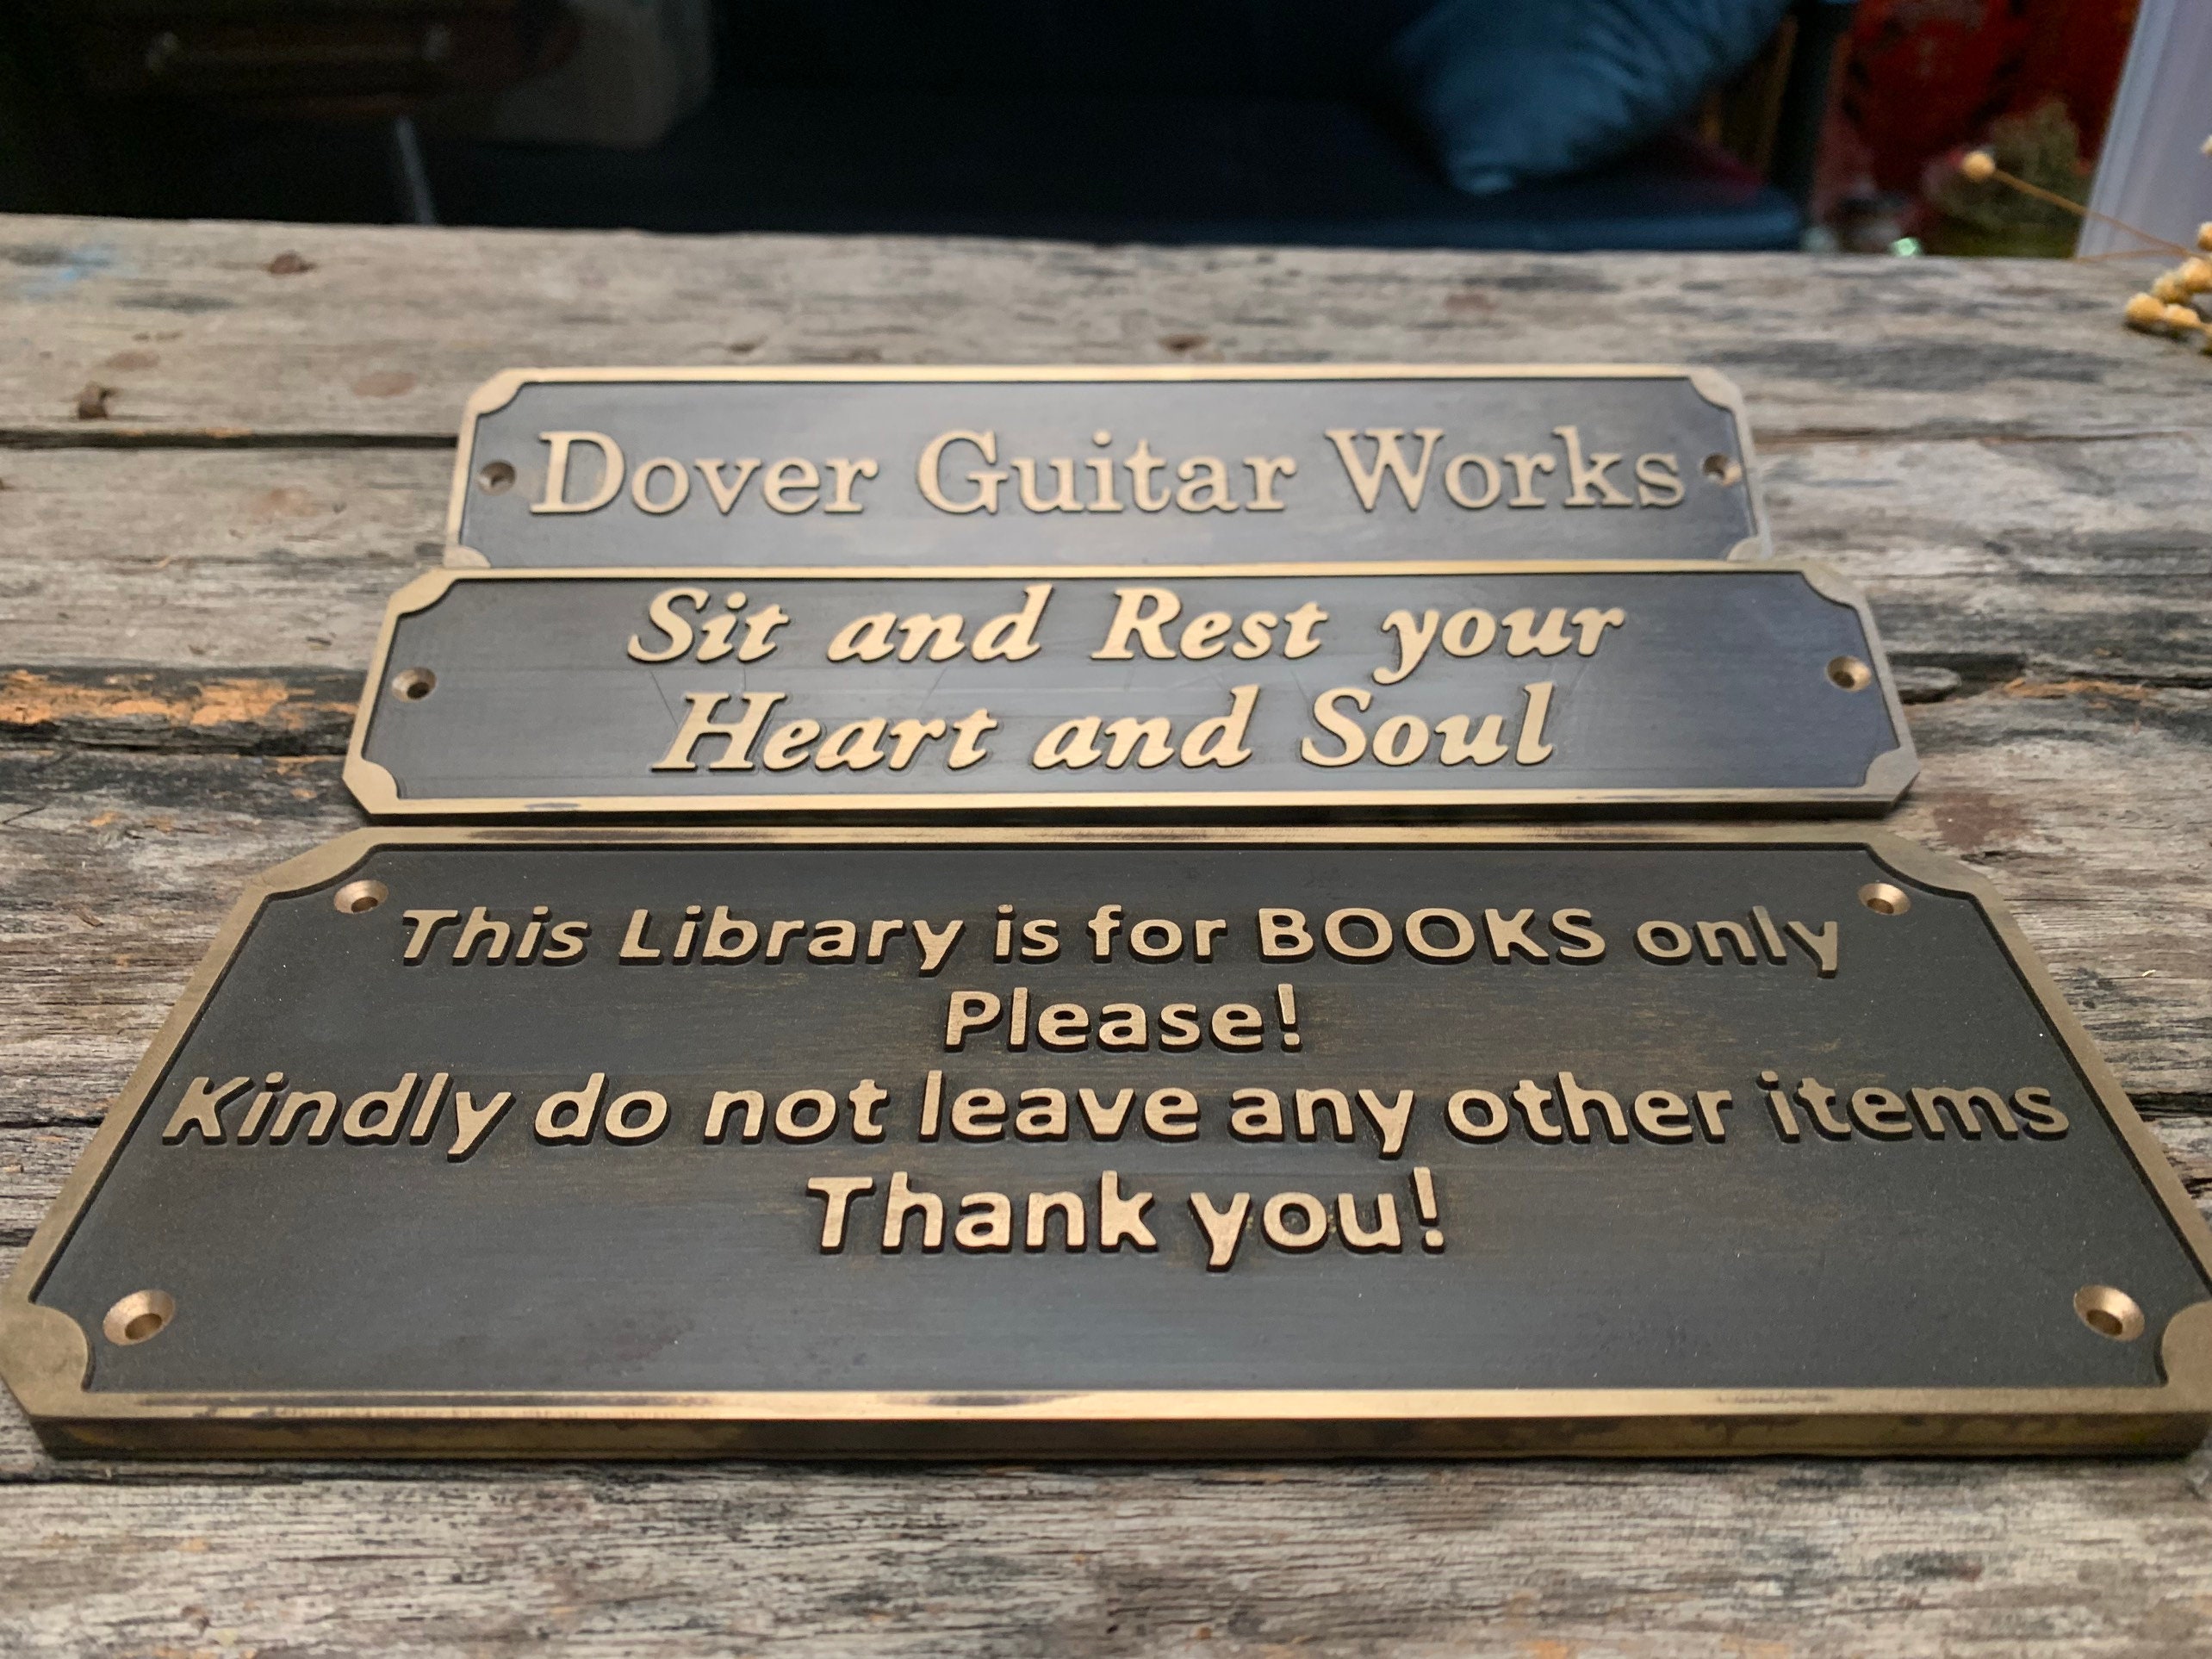 Dover Guitar Works
Sit and Rest your
Heart and Soul
This Library is for BOOKS only
Please!
Kindly do not leave any other items
Thank you!